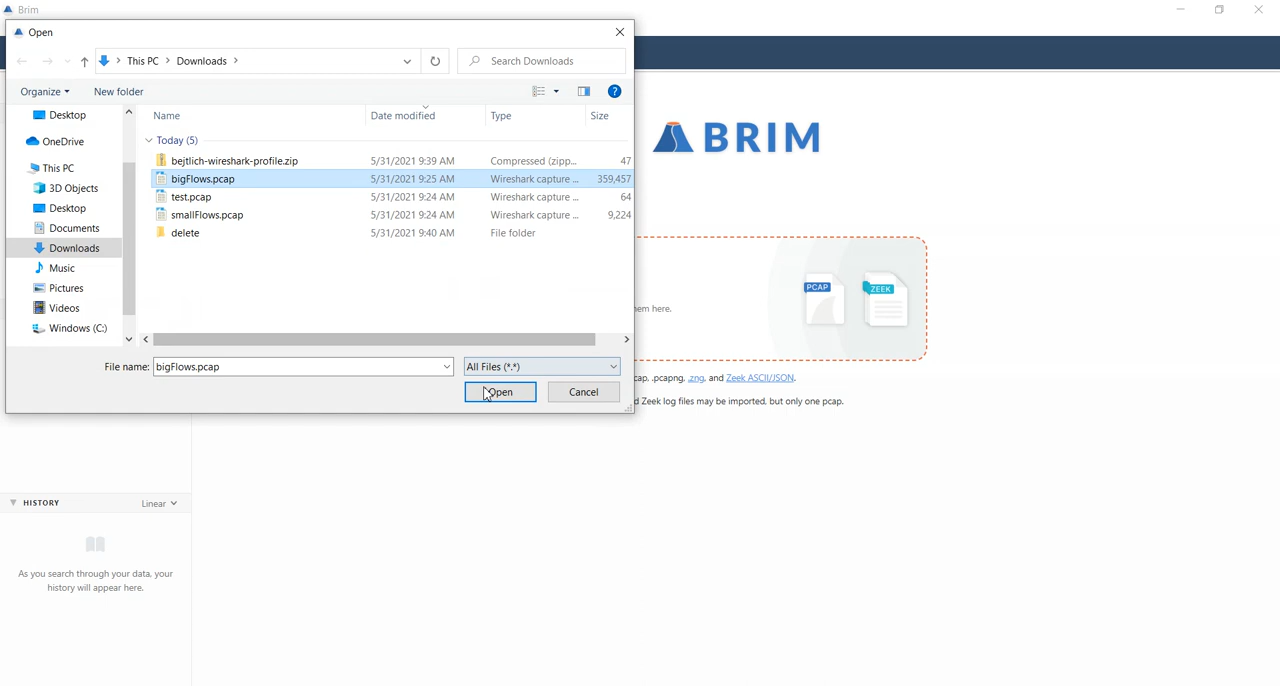 Brim
Open
This PC > Downloads >
Search Downloads
Organize
New folder
Desktop
OneDrive
This PC
3D Objects
Desktop
Documents
Downloads
Music
Pictures
Videos
Windows (C:)
Name Date modified Type Size
Today (5)
bejtlich-wireshark-profile.zip 5/31/2021 9:39 AM Compressed (zipp... 47
bigFlows.pcap 5/31/2021 9:25 AM Wireshark capture ... 359,457
test.pcap 5/31/2021 9:24 AM Wireshark capture ... 64
smallFlows.pcap 5/31/2021 9:24 AM Wireshark capture ... 9,224
delete 5/31/2021 9:40 AM File folder
File name: bigFlows.pcap All Files (*.*)
Open Cancel
BRIM
PCAP
ZEEK
hem here.
cap, .pcapng, .zng, and Zeek ASCII/JSON.
d Zeek log files may be imported, but only one pcap.
HISTORY Linear
As you search through your data, your
history will appear here.